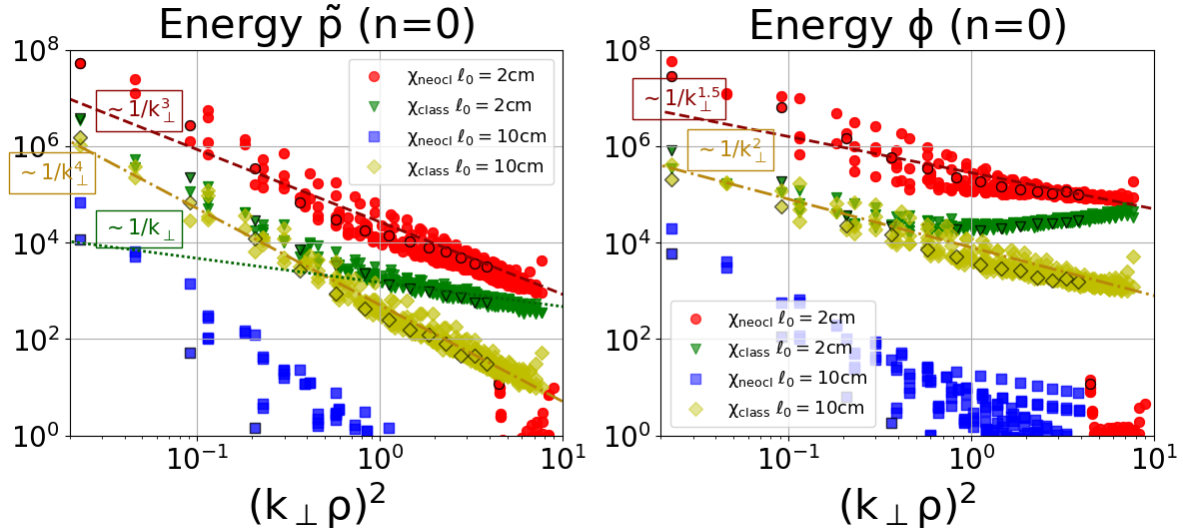 Energy p̃ (n=0)
10⁸
10⁶
10⁴
10²
10⁰
~ 1/k³⊥
~ 1/k⁴⊥
~ 1/k⊥
χneocl ℓ₀ = 2cm
χclass ℓ₀ = 2cm
χneocl ℓ₀ = 10cm
χclass ℓ₀ = 10cm
10⁻¹
10⁰
10¹
(k⊥ρ)²
Energy ϕ (n=0)
10⁸
10⁶
10⁴
10²
10⁰
~ 1/k¹·⁵⊥
~ 1/k²⊥
χneocl ℓ₀ = 2cm
χclass ℓ₀ = 2cm
χneocl ℓ₀ = 10cm
χclass ℓ₀ = 10cm
10⁻¹
10⁰
10¹
(k⊥ρ)²